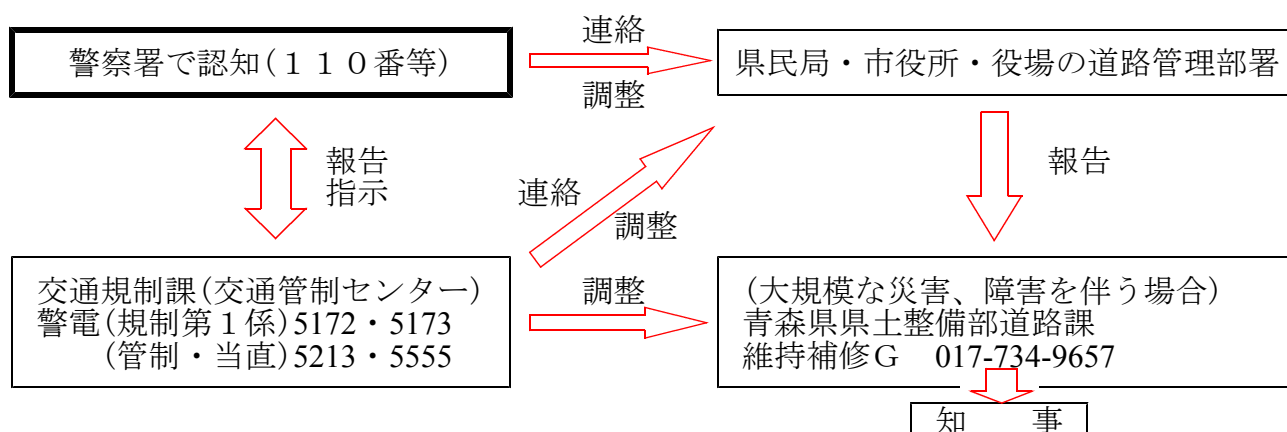 連絡
警察署で認知(１１０番等)
県民局・市役所・役場の道路管理部署
調整
報告
指示
報告
連絡
調整
交通規制課(交通管制センター)
警電(規制第１係)5172・5173
(管制・当直)5213・5555
調整
(大規模な災害、障害を伴う場合)
青森県県土整備部道路課
維持補修Ｇ　017-734-9657
知　　事